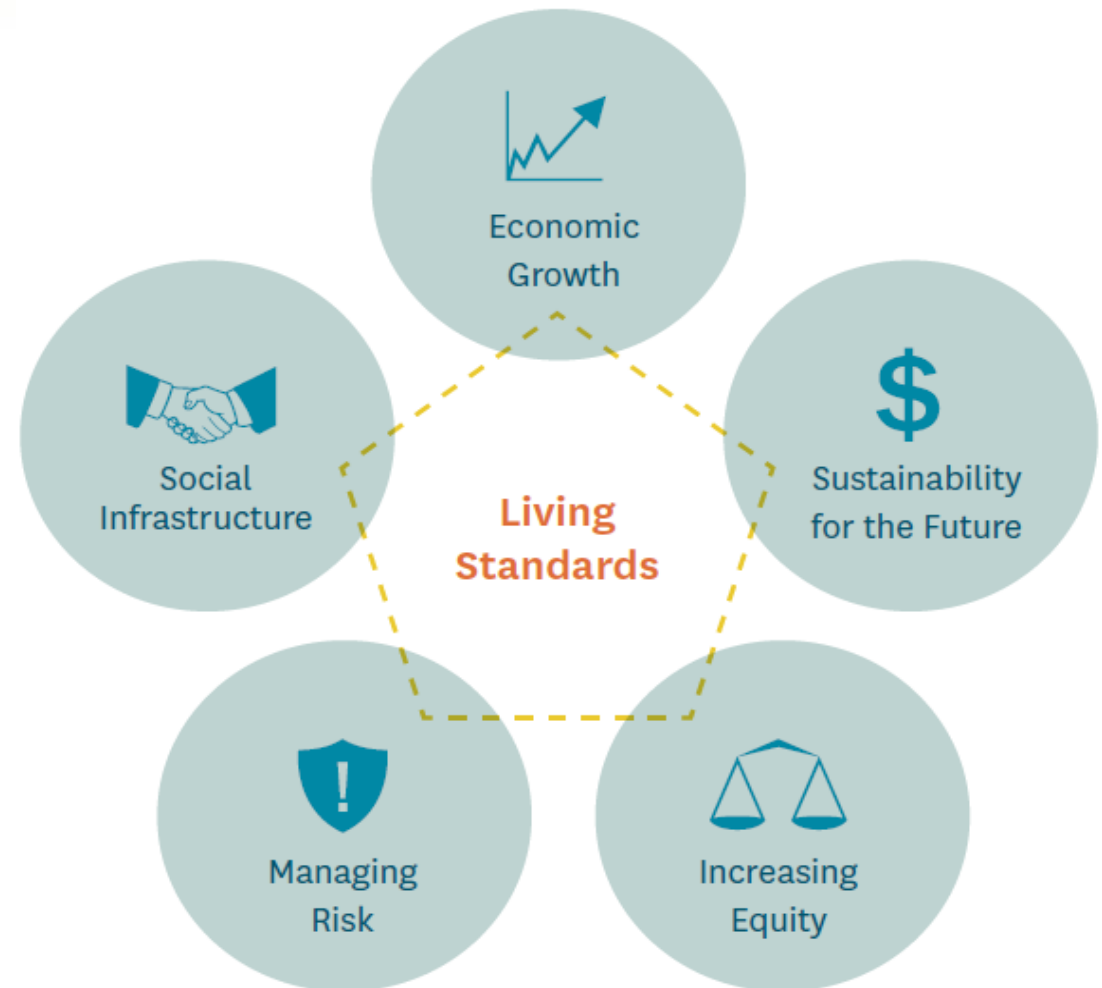 Economic
Growth
Social
Infrastructure
$
Sustainability
for the Future
Living
Standards
!
Managing
Risk
Increasing
Equity